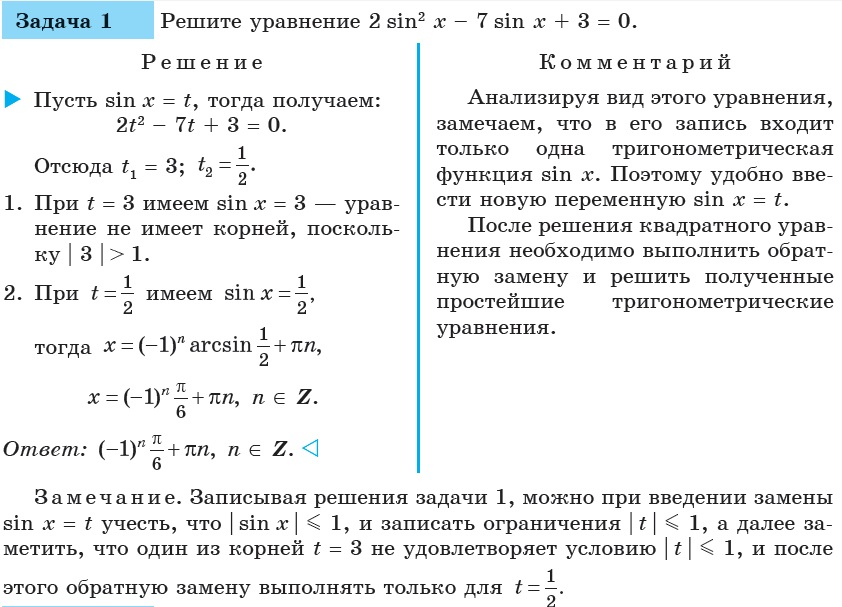 Задача 1 Решите уравнение 2 sin² x − 7 sin x + 3 = 0.
Решение
Пусть sin x = t, тогда получаем:
2t² − 7t + 3 = 0.
Отсюда t₁ = 3; t₂ = 1/2.
1. При t = 3 имеем sin x = 3 — урав-
нение не имеет корней, посколь-
ку | 3 | > 1.
2. При t = 1/2 имеем sin x = 1/2,
тогда x = (−1)ⁿ arcsin 1/2 + πn,
x = (−1)ⁿ π/6 + πn, n ∈ Z.
Ответ: (−1)ⁿ π/6 + πn, n ∈ Z.
Комментарий
Анализируя вид этого уравнения,
замечаем, что в его запись входит
только одна тригонометрическая
функция sin x. Поэтому удобно вве-
сти новую переменную sin x = t.
После решения квадратного урав-
нения необходимо выполнить обрат-
ную замену и решить полученные
простейшие тригонометрические
уравнения.
Замечание. Записывая решения задачи 1, можно при введении замены
sin x = t учесть, что | sin x | ⩽ 1, и записать ограничения | t | ⩽ 1, а далее за-
метить, что один из корней t = 3 не удовлетворяет условию | t | ⩽ 1, и после
этого обратную замену выполнять только для t = 1/2.